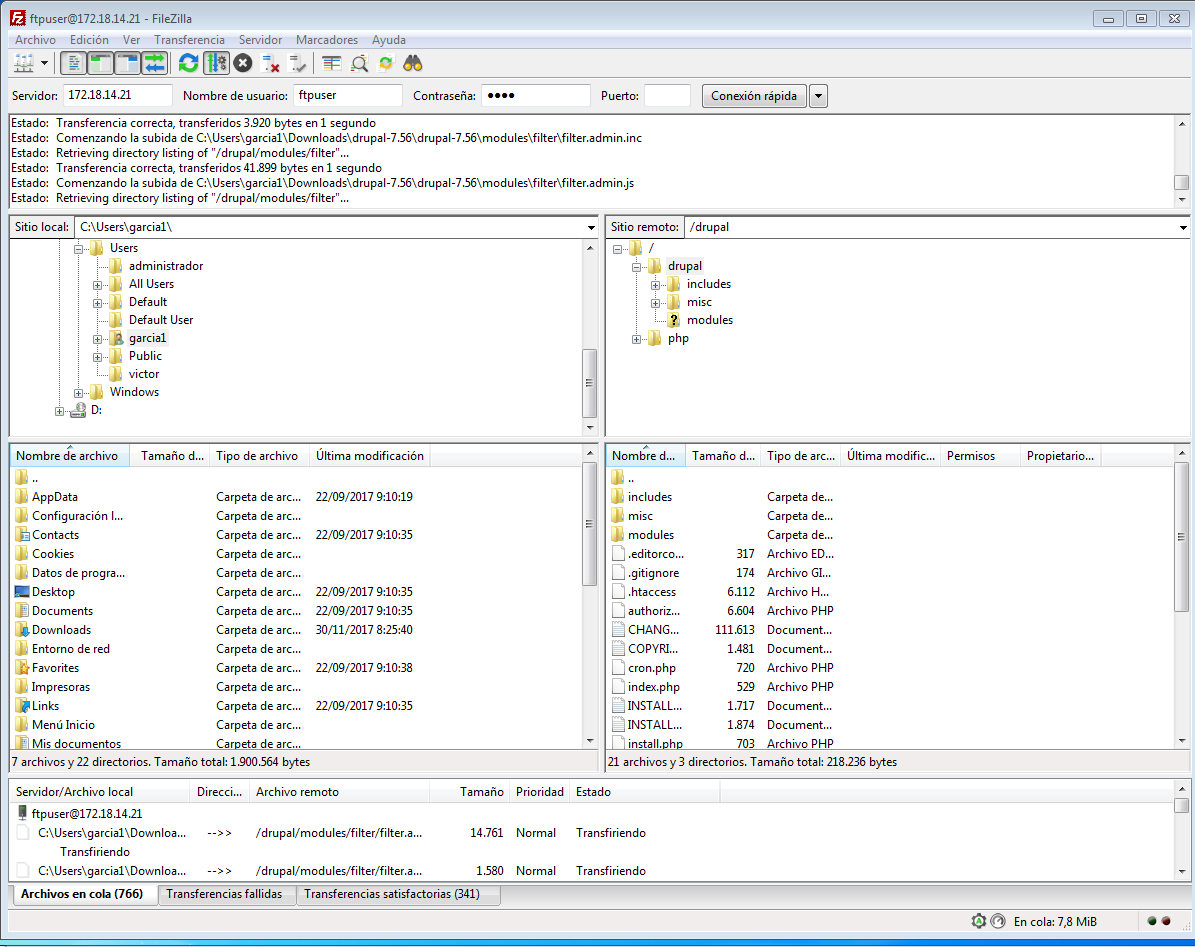 ftpuser@172.18.14.21 - FileZilla
Archivo Edición Ver Transferencia Servidor Marcadores Ayuda
Servidor: 172.18.14.21 Nombre de usuario: ftpuser Contraseña: ●●●● Puerto: Conexión rápida
Estado: Transferencia correcta, transferidos 3.920 bytes en 1 segundo
Estado: Comenzando la subida de C:\Users\garcia1\Downloads\drupal-7.56\drupal-7.56\modules\filter\filter.admin.inc
Estado: Retrieving directory listing of "/drupal/modules/filter"...
Estado: Transferencia correcta, transferidos 41.899 bytes en 1 segundo
Estado: Comenzando la subida de C:\Users\garcia1\Downloads\drupal-7.56\drupal-7.56\modules\filter\filter.admin.js
Estado: Retrieving directory listing of "/drupal/modules/filter"...
Sitio local: C:\Users\garcia1\
Users
administrador
All Users
Default
Default User
garcia1
Public
victor
Windows
D:
Sitio remoto: /drupal
/
drupal
includes
misc
? modules
php
Nombre de archivo Tamaño d... Tipo de archivo Última modificación
..
AppData Carpeta de arc... 22/09/2017 9:10:19
Configuración l... Carpeta de arc...
Contacts Carpeta de arc... 22/09/2017 9:10:35
Cookies Carpeta de arc...
Datos de progra... Carpeta de arc...
Desktop Carpeta de arc... 22/09/2017 9:10:35
Documents Carpeta de arc... 22/09/2017 9:10:35
Downloads Carpeta de arc... 30/11/2017 8:25:40
Entorno de red Carpeta de arc...
Favorites Carpeta de arc... 22/09/2017 9:10:38
Impresoras Carpeta de arc...
Links Carpeta de arc... 22/09/2017 9:10:35
Menú Inicio Carpeta de arc...
Mis documentos Carpeta de arc...
7 archivos y 22 directorios. Tamaño total: 1.900.564 bytes
Nombre d... Tamaño d... Tipo de arc... Última modific... Permisos Propietario...
..
includes Carpeta de...
misc Carpeta de...
modules Carpeta de...
.editorco... 317 Archivo ED...
.gitignore 174 Archivo GI...
.htaccess 6.112 Archivo H...
authoriz... 6.604 Archivo PHP
CHANG... 111.613 Document...
COPYRI... 1.481 Document...
cron.php 720 Archivo PHP
index.php 529 Archivo PHP
INSTALL... 1.717 Document...
INSTALL... 1.874 Document...
install.php 703 Archivo PHP
21 archivos y 3 directorios. Tamaño total: 218.236 bytes
Servidor/Archivo local Direcci... Archivo remoto Tamaño Prioridad Estado
ftpuser@172.18.14.21
C:\Users\garcia1\Downloa... -->> /drupal/modules/filter/filter.a... 14.761 Normal Transfiriendo
Transfiriendo
C:\Users\garcia1\Downloa... -->> /drupal/modules/filter/filter.a... 1.580 Normal Transfiriendo
Archivos en cola (766) Transferencias fallidas Transferencias satisfactorias (341)
En cola: 7,8 MiB